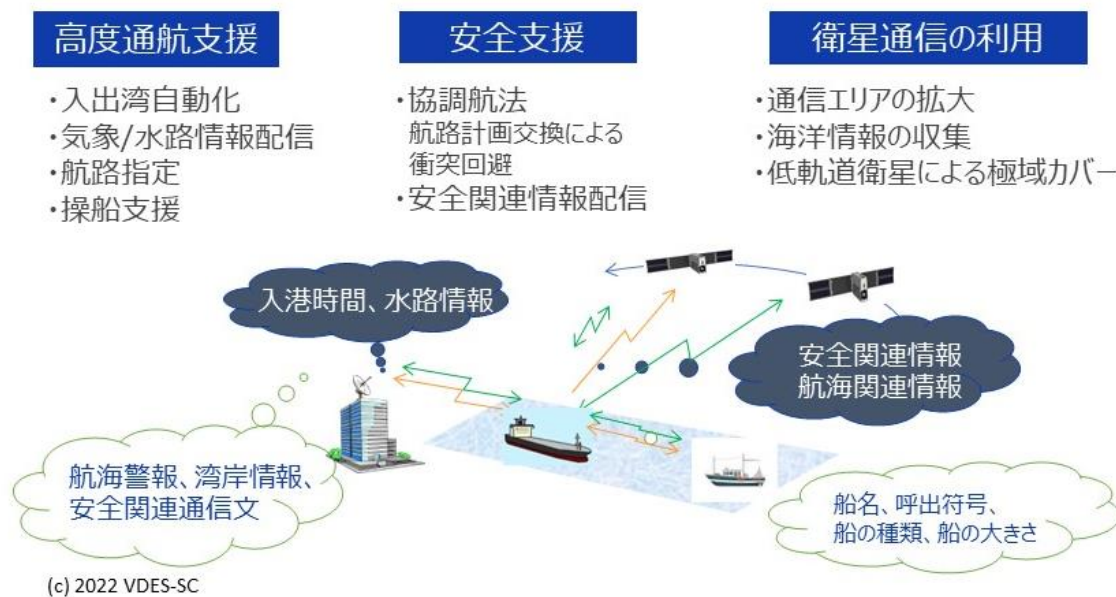 高度通航支援
・入出湾自動化
・気象/水路情報配信
・航路指定
・操船支援
安全支援
・協調航法
航路計画交換による
衝突回避
・安全関連情報配信
衛星通信の利用
・通信エリアの拡大
・海洋情報の収集
・低軌道衛星による極域カバー
入港時間、水路情報
安全関連情報
航海関連情報
航海警報、湾岸情報、
安全関連通信文
船名、呼出符号、
船の種類、船の大きさ
(c) 2022 VDES-SC